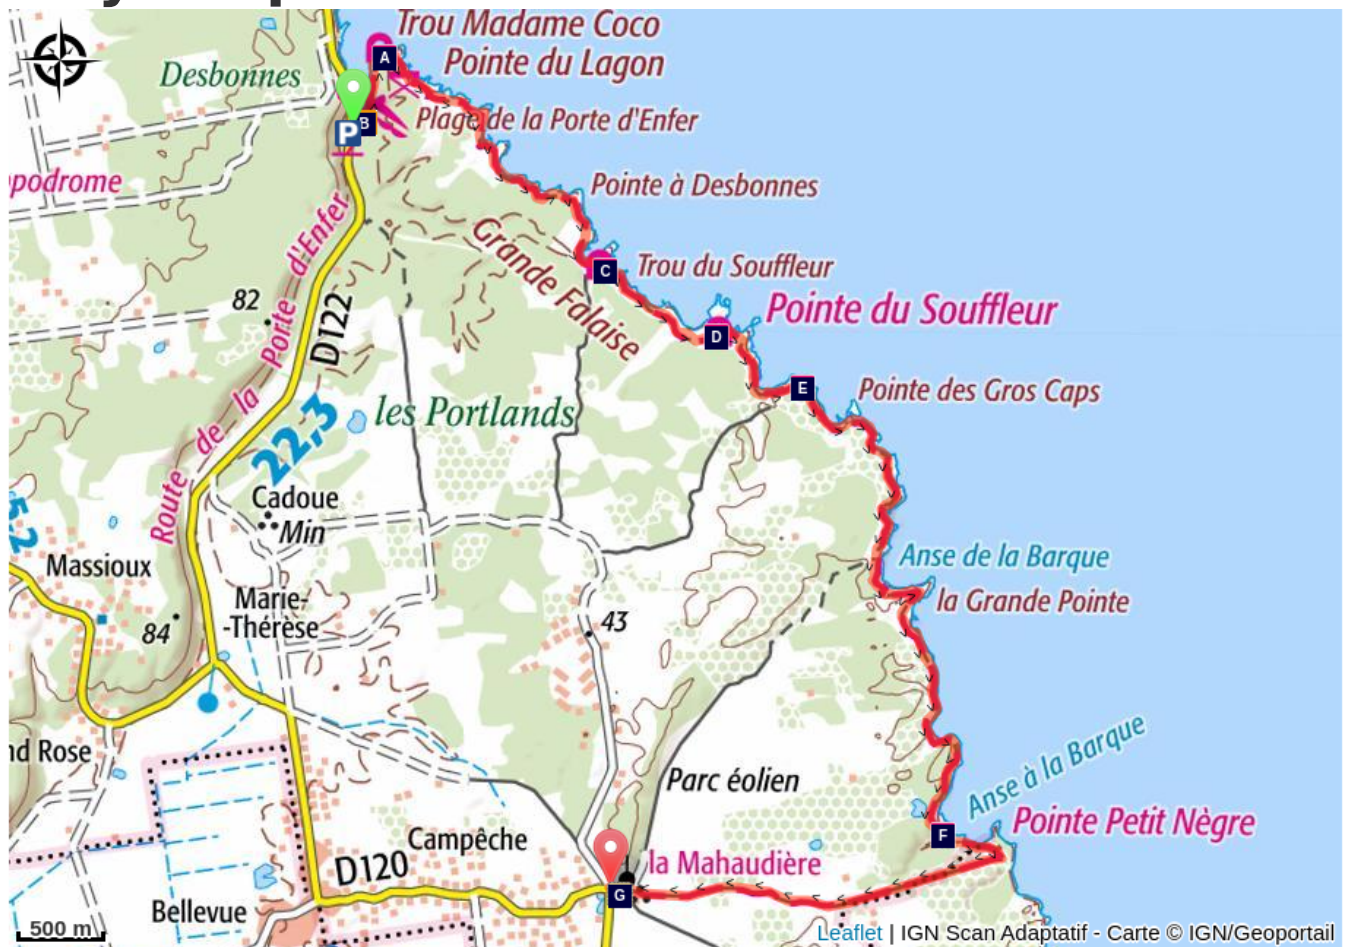 Trou Madame Coco
A
Pointe du Lagon
Desbonnes
B
P
Plage de la Porte d'Enfer
podrome
Pointe à Desbonnes
Grande Falaise
C
Trou du Souffleur
Route de la Porte d'Enfer
82
D122
D
Pointe du Souffleur
E
Pointe des Gros Caps
les Portlands
22,3
Cadoue
Min
Massioux
Anse de la Barque
la Grande Pointe
Marie-
-Thérèse
84
43
nd Rose
Parc éolien
Anse à la Barque
F
Pointe Petit Nègre
Campêche
D120
la Mahaudière
G
Bellevue
500 m
Leaflet | IGN Scan Adaptatif - Carte © IGN/Geoportail